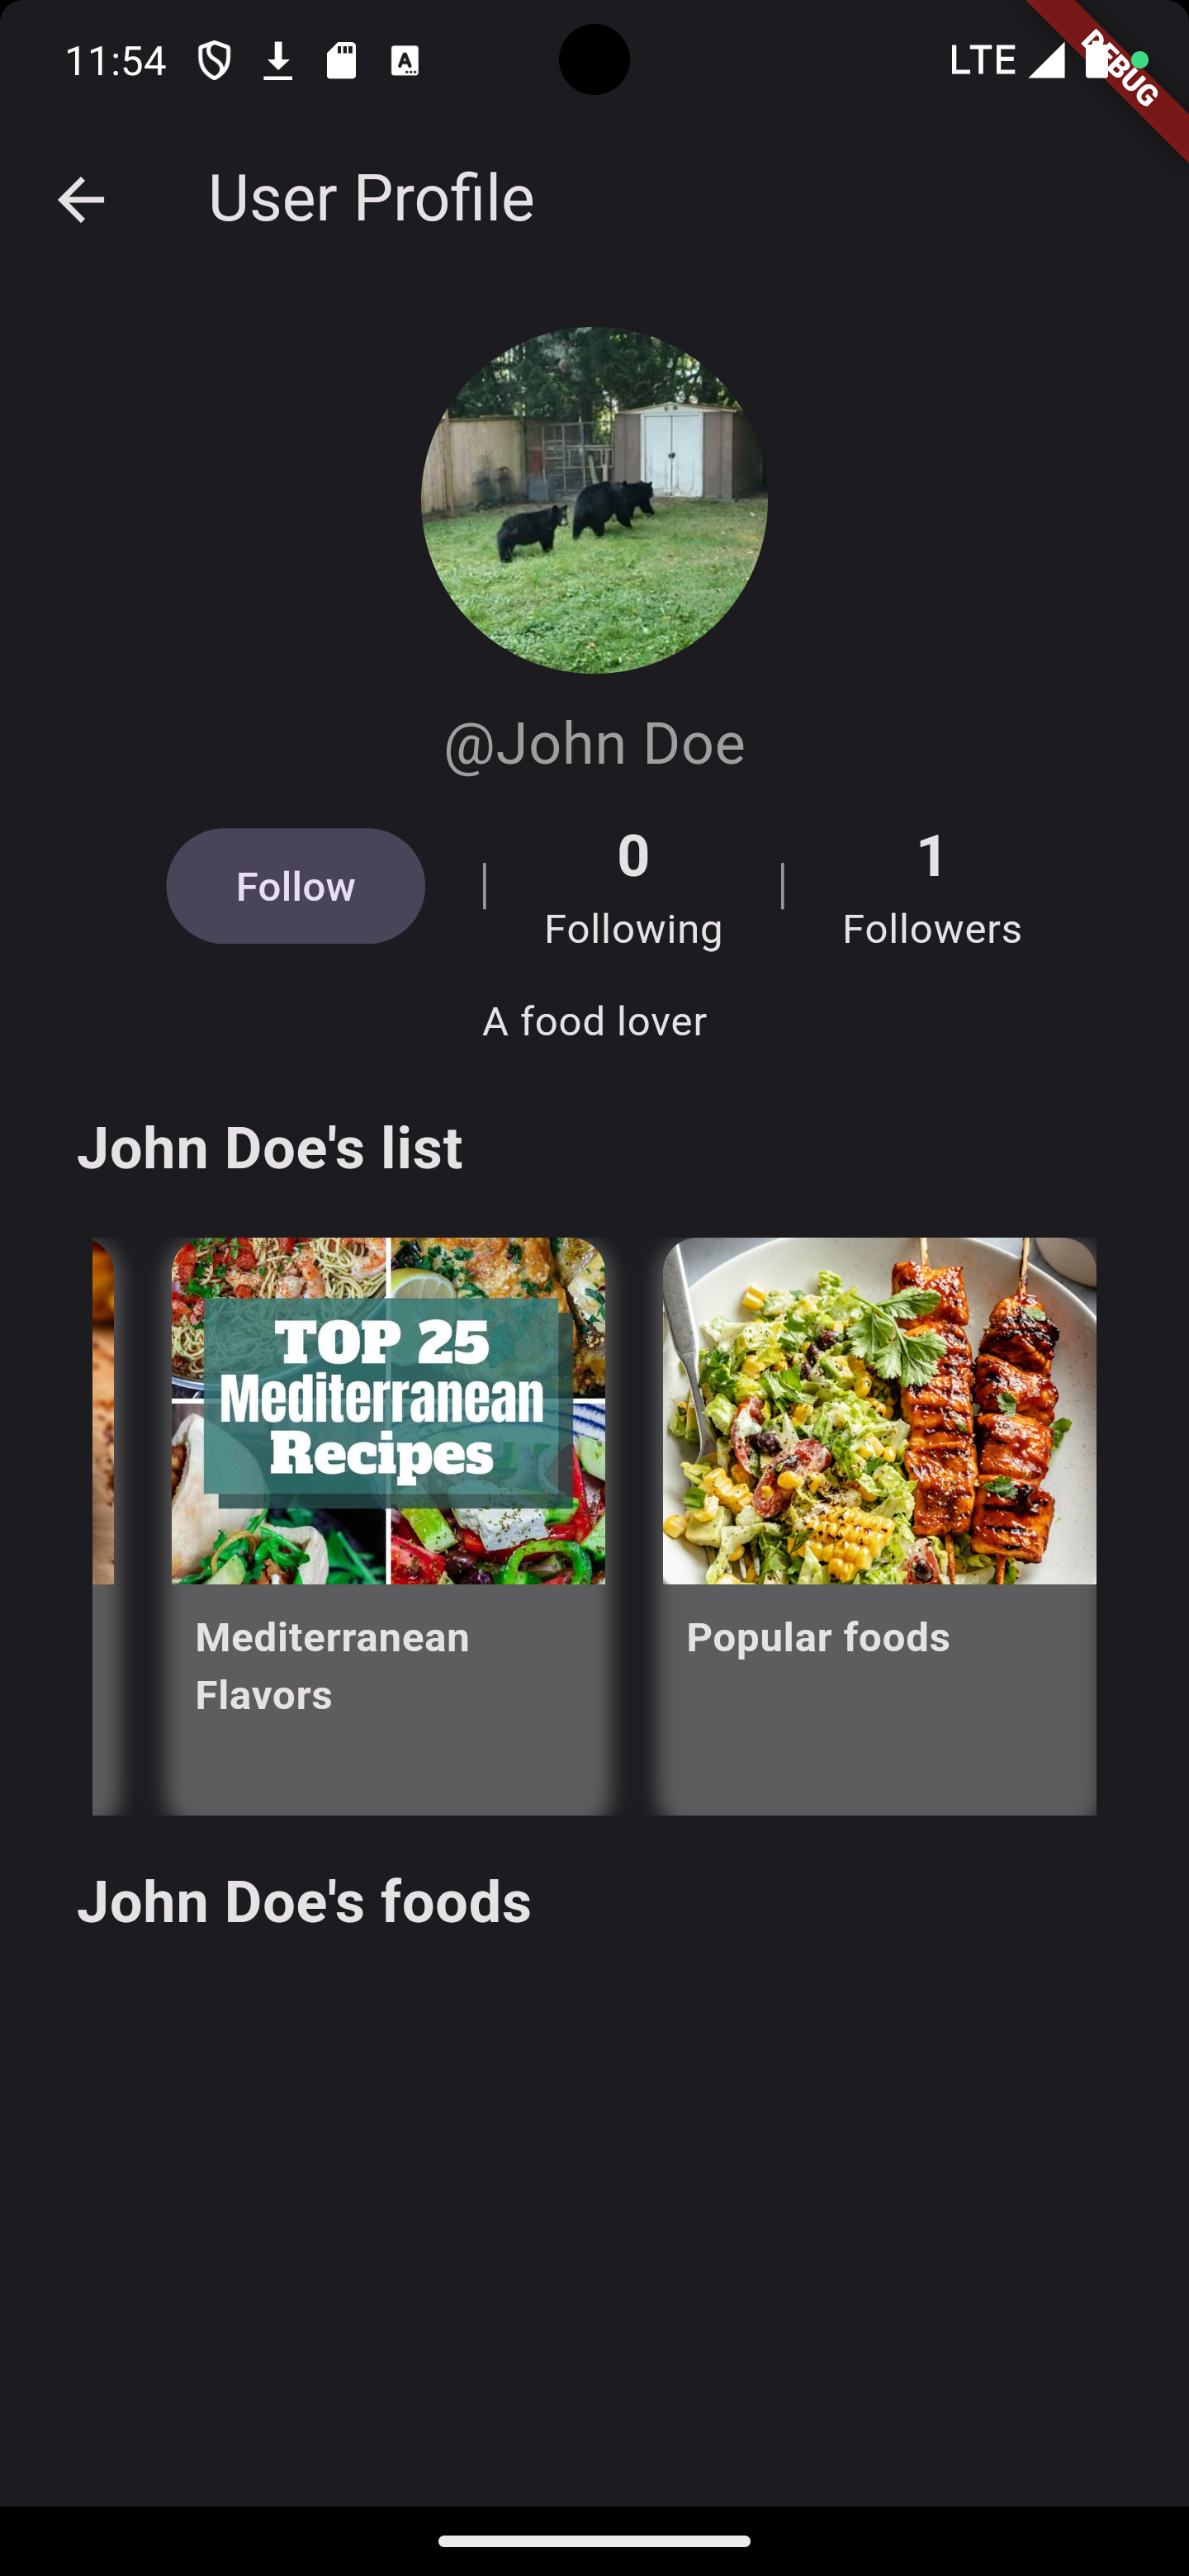 11:54
LTE
DEBUG
User Profile
@John Doe
Follow
0
Following
1
Followers
A food lover
John Doe's list
TOP 25
Mediterranean
Recipes
Mediterranean
Flavors
Popular foods
John Doe's foods